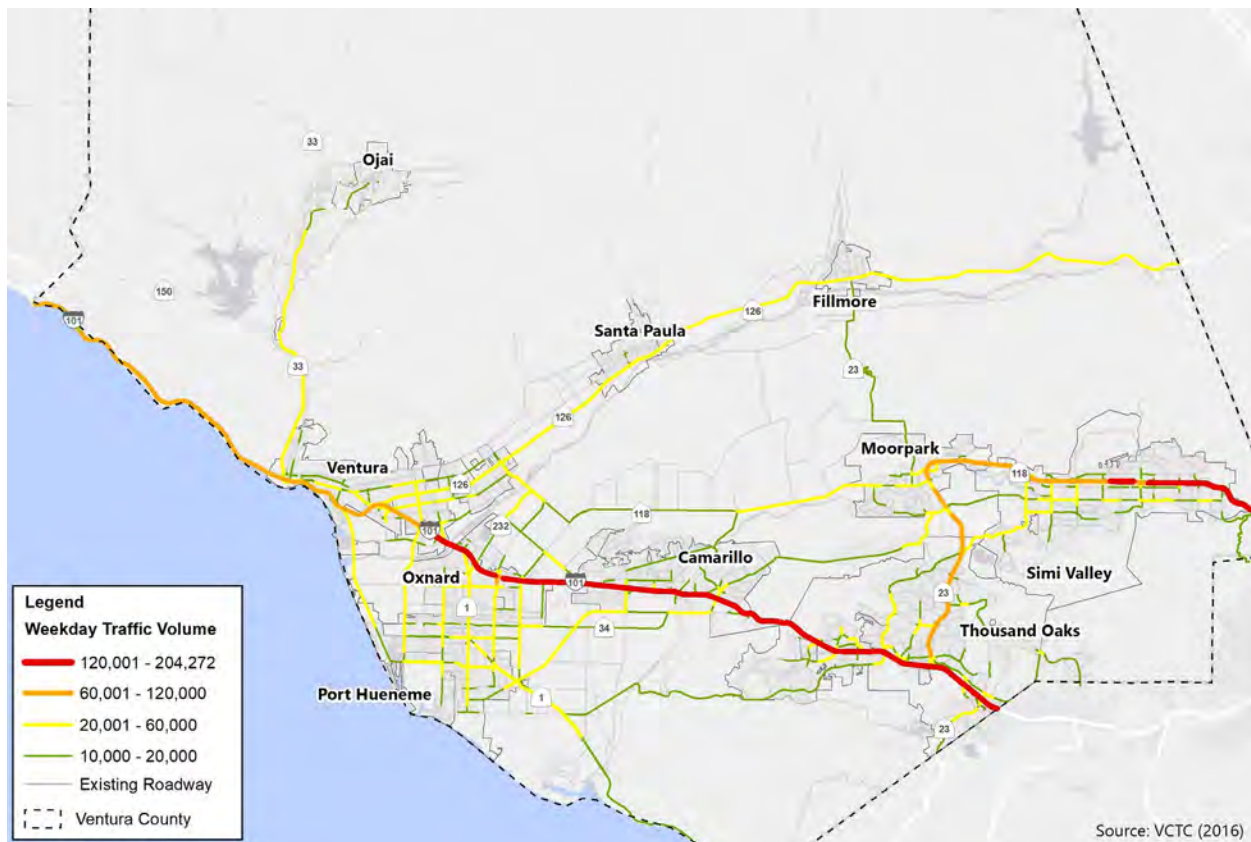 33
Ojai
150
101
Fillmore
126
Santa Paula
33
23
126
Moorpark
Ventura
118
126
118
232
101
Camarillo
Oxnard
101
Simi Valley
23
1
34
Thousand Oaks
Port Hueneme
1
23
Legend
Weekday Traffic Volume
120,001 - 204,272
60,001 - 120,000
20,001 - 60,000
10,000 - 20,000
Existing Roadway
Ventura County
Source: VCTC (2016)